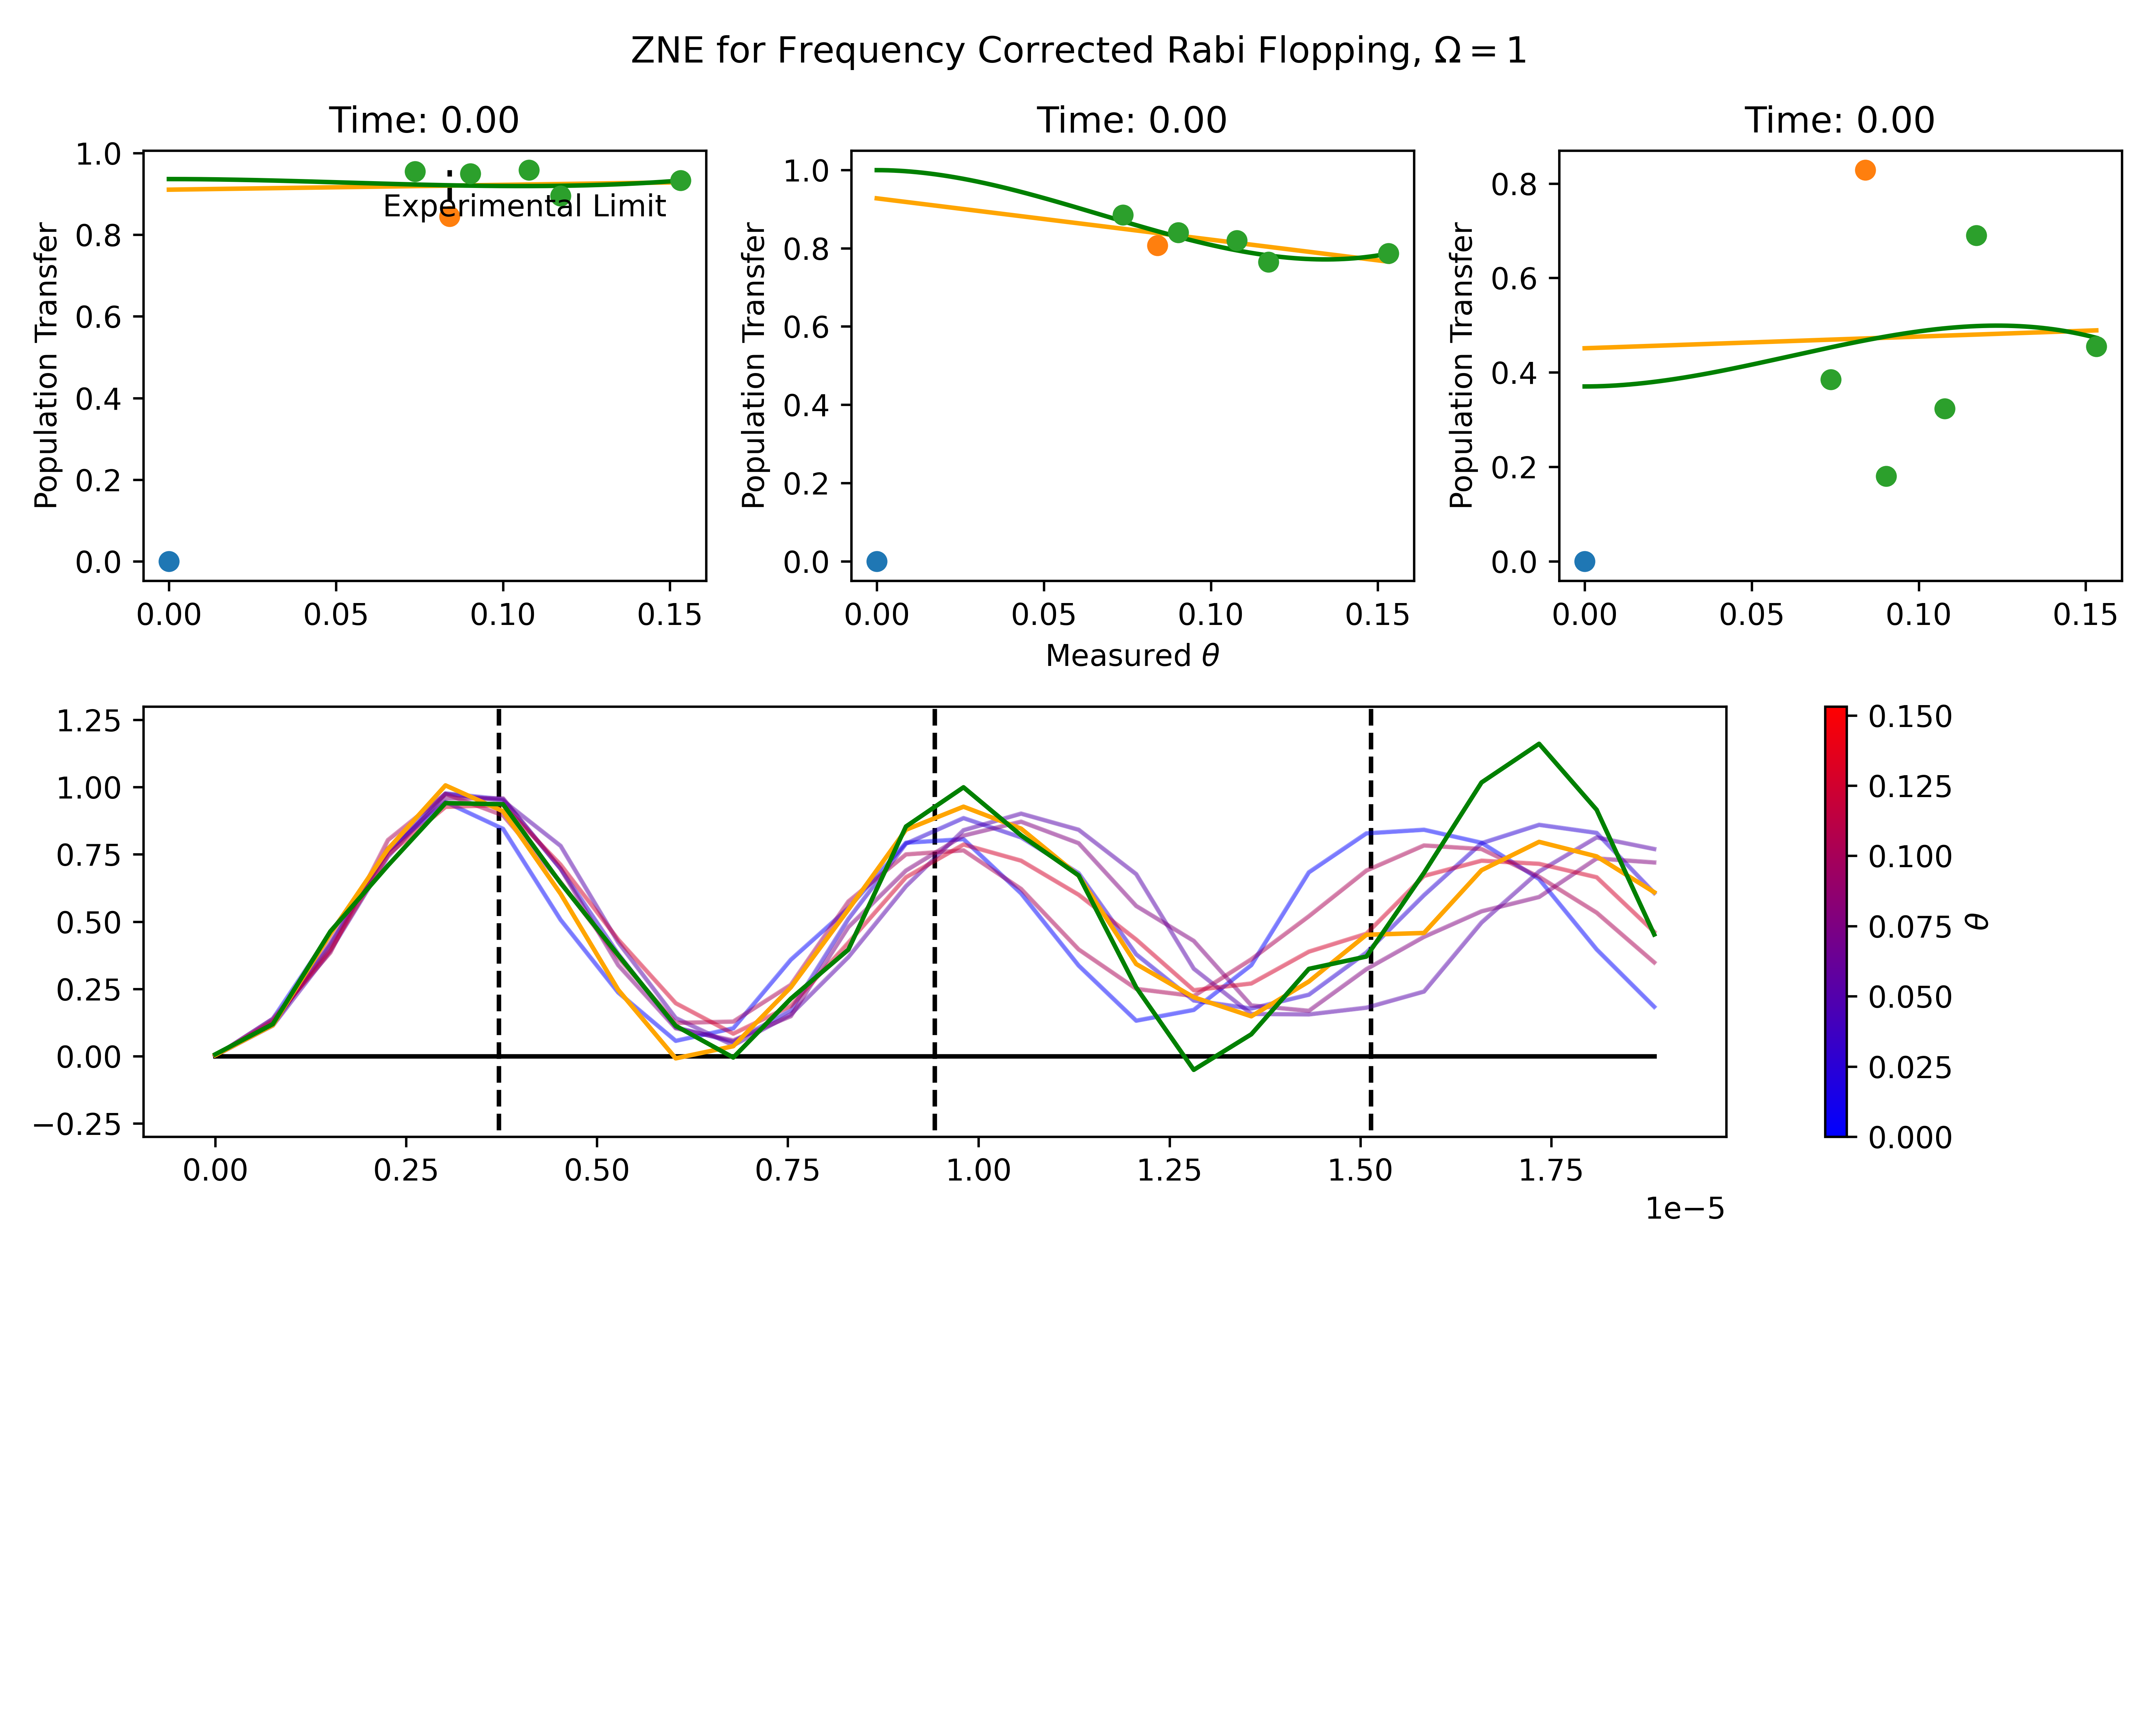 ZNE for Frequency Corrected Rabi Flopping, Ω = 1
Time: 0.00
Time: 0.00
Time: 0.00
Population Transfer
1.0
0.8
0.6
0.4
0.2
0.0
Experimental Limit
0.00 0.05 0.10 0.15
Population Transfer
1.0
0.8
0.6
0.4
0.2
0.0
0.00 0.05 0.10 0.15
Measured θ
Population Transfer
0.8
0.6
0.4
0.2
0.0
0.00 0.05 0.10 0.15
1.25
1.00
0.75
0.50
0.25
0.00
−0.25
0.00 0.25 0.50 0.75 1.00 1.25 1.50 1.75
1e−5
0.150
0.125
0.100
0.075
0.050
0.025
0.000
θ